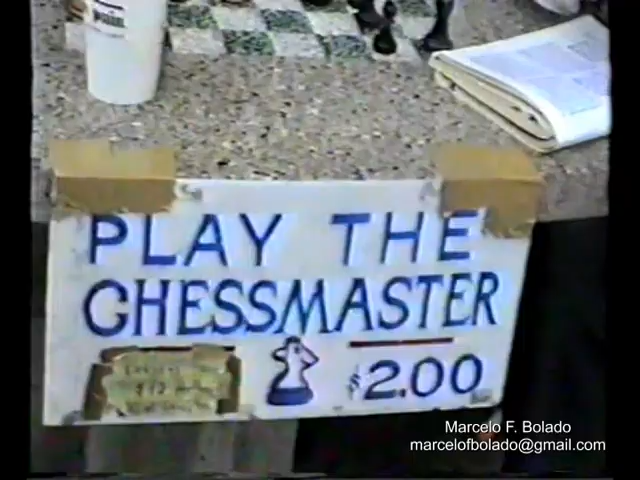 PLAY THE
CHESSMASTER
$2.00
Marcelo F. Bolado
marcelofbolado@gmail.com